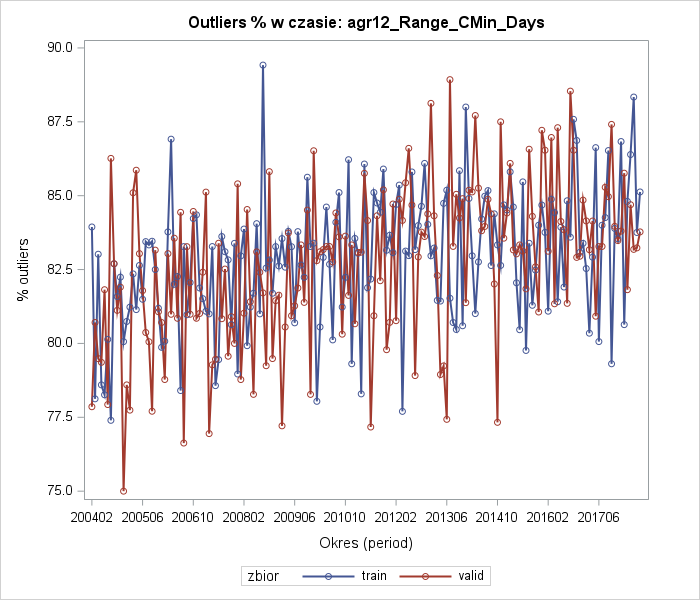 Outliers % w czasie: agr12_Range_CMin_Days
% outliers
90.0
87.5
85.0
82.5
80.0
77.5
75.0
200402 200506 200610 200802 200906 201010 201202 201306 201410 201602 201706
Okres (period)
zbior train valid